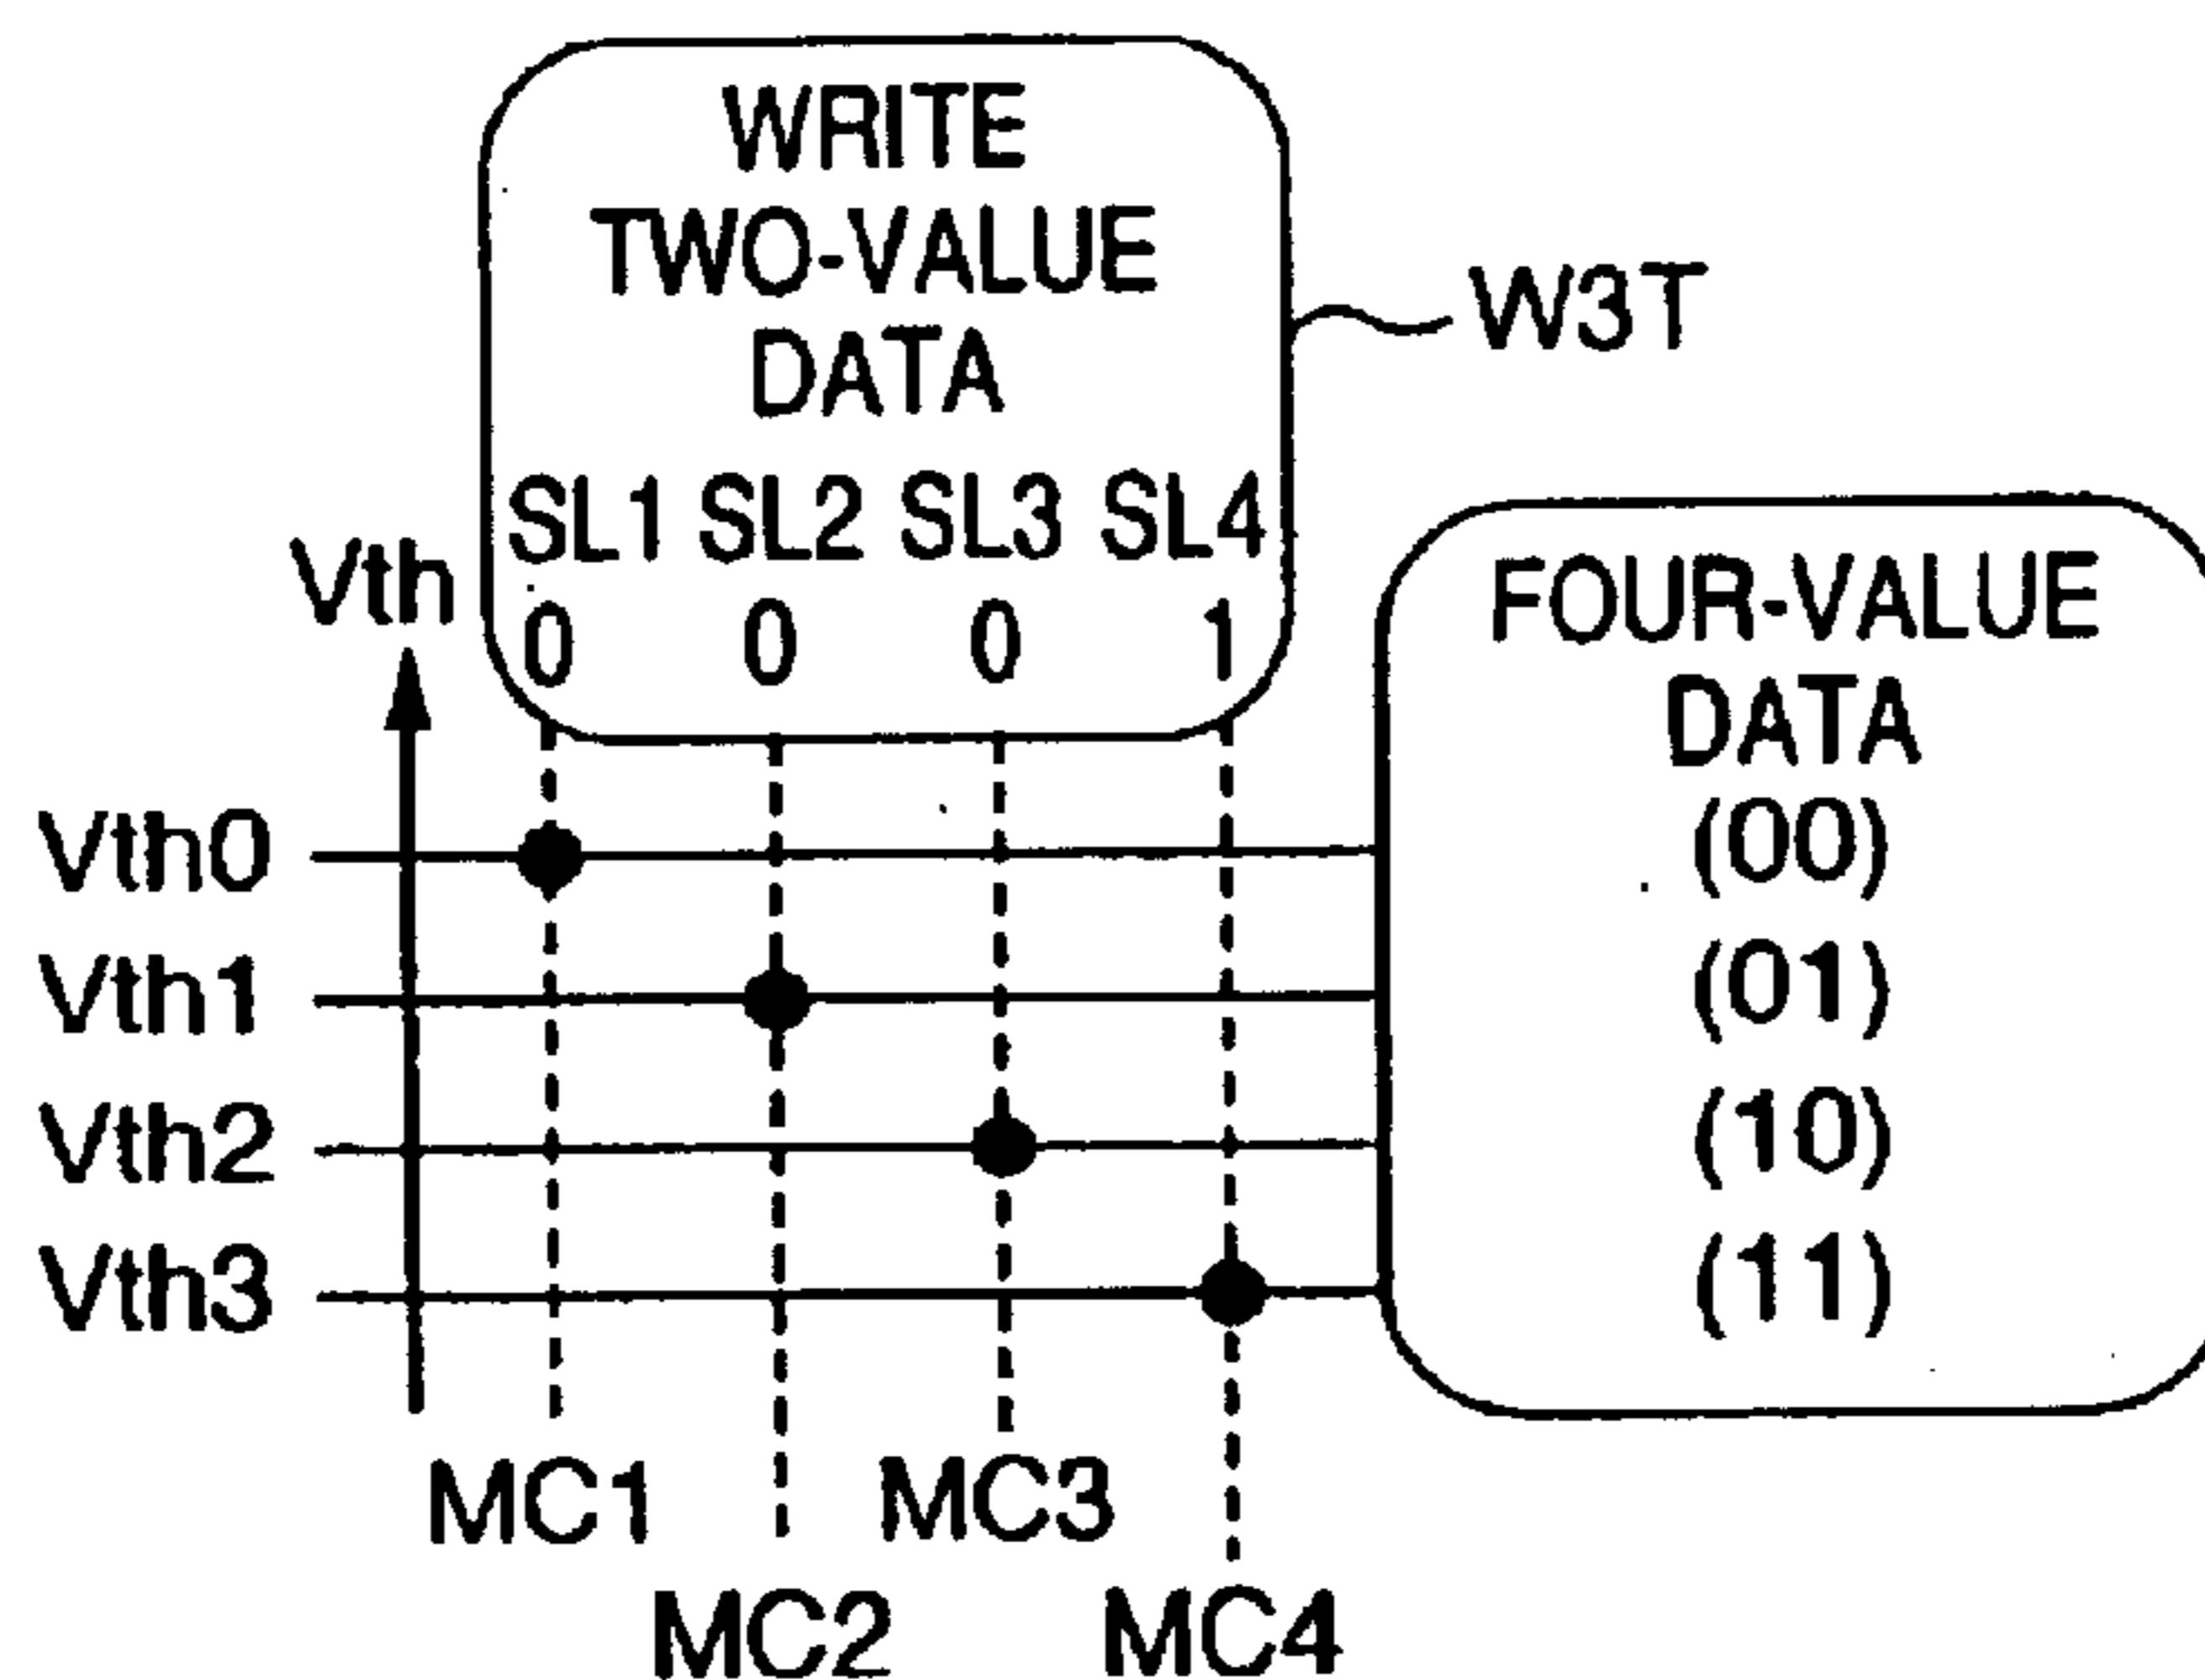 WRITE
TWO-VALUE
DATA
W3T
SL1 SL2 SL3 SL4
0 0 0 1
Vth
FOUR-VALUE
DATA
Vth0 (00)
Vth1 (01)
Vth2 (10)
Vth3 (11)
MC1 MC3
MC2 MC4